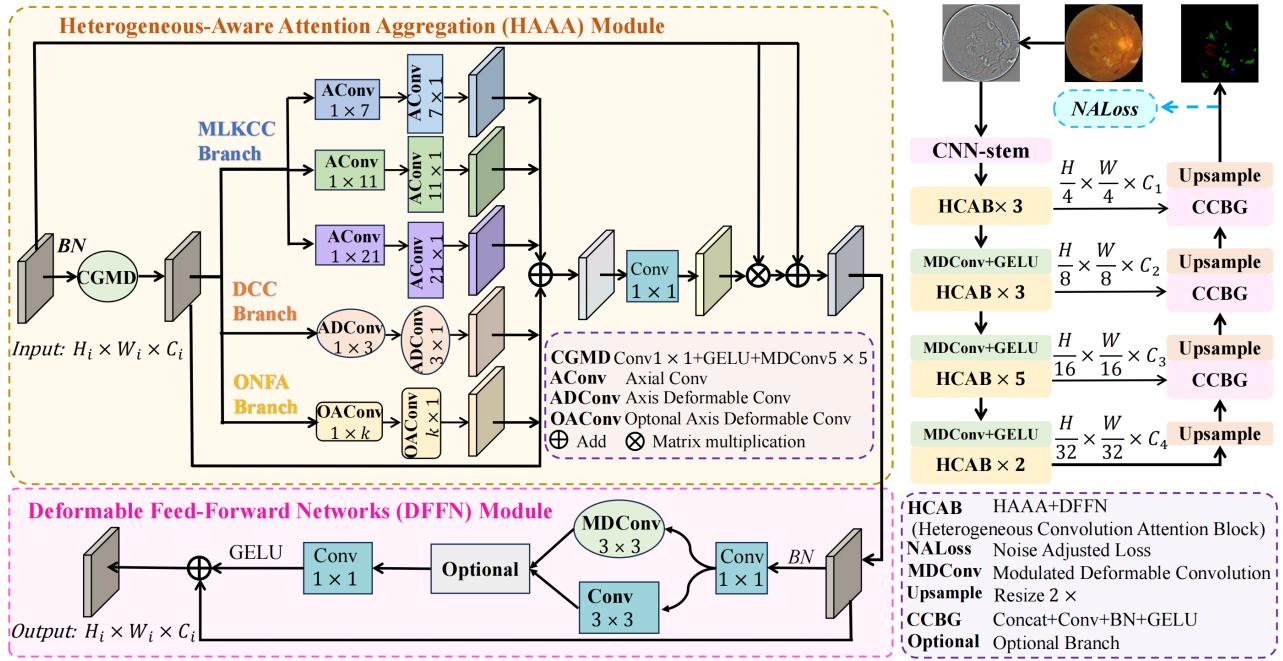 Heterogeneous-Aware Attention Aggregation (HAAA) Module
MLKCC
Branch
AConv
1 × 7
AConv
7 × 1
AConv
1 × 11
AConv
11 × 1
AConv
1 × 21
AConv
21 × 1
BN
CGMD
DCC
Branch
ADConv
1 × 3
ADConv
3 × 1
Input: H_i × W_i × C_i
ONFA
Branch
OAConv
1 × k
OAConv
k × 1
Conv
1 × 1
CGMD Conv1 × 1+GELU+MDConv5 × 5
AConv Axial Conv
ADConv Axis Deformable Conv
OAConv Optonal Axis Deformable Conv
⊕ Add ⊗ Matrix multiplication
Deformable Feed-Forward Networks (DFFN) Module
MDConv
3 × 3
GELU
Conv
1 × 1
Optional
Conv
3 × 3
Conv
1 × 1
BN
Output: H_i × W_i × C_i
NALoss
CNN-stem
HCAB× 3
H/4 × W/4 × C_1
Upsample
CCBG
MDConv+GELU
HCAB × 3
H/8 × W/8 × C_2
Upsample
CCBG
MDConv+GELU
HCAB × 5
H/16 × W/16 × C_3
Upsample
CCBG
MDConv+GELU
HCAB × 2
H/32 × W/32 × C_4
Upsample
HCAB HAAA+DFFN
(Heterogeneous Convolution Attention Block)
NALoss Noise Adjusted Loss
MDConv Modulated Deformable Convolution
Upsample Resize 2 ×
CCBG Concat+Conv+BN+GELU
Optional Optional Branch